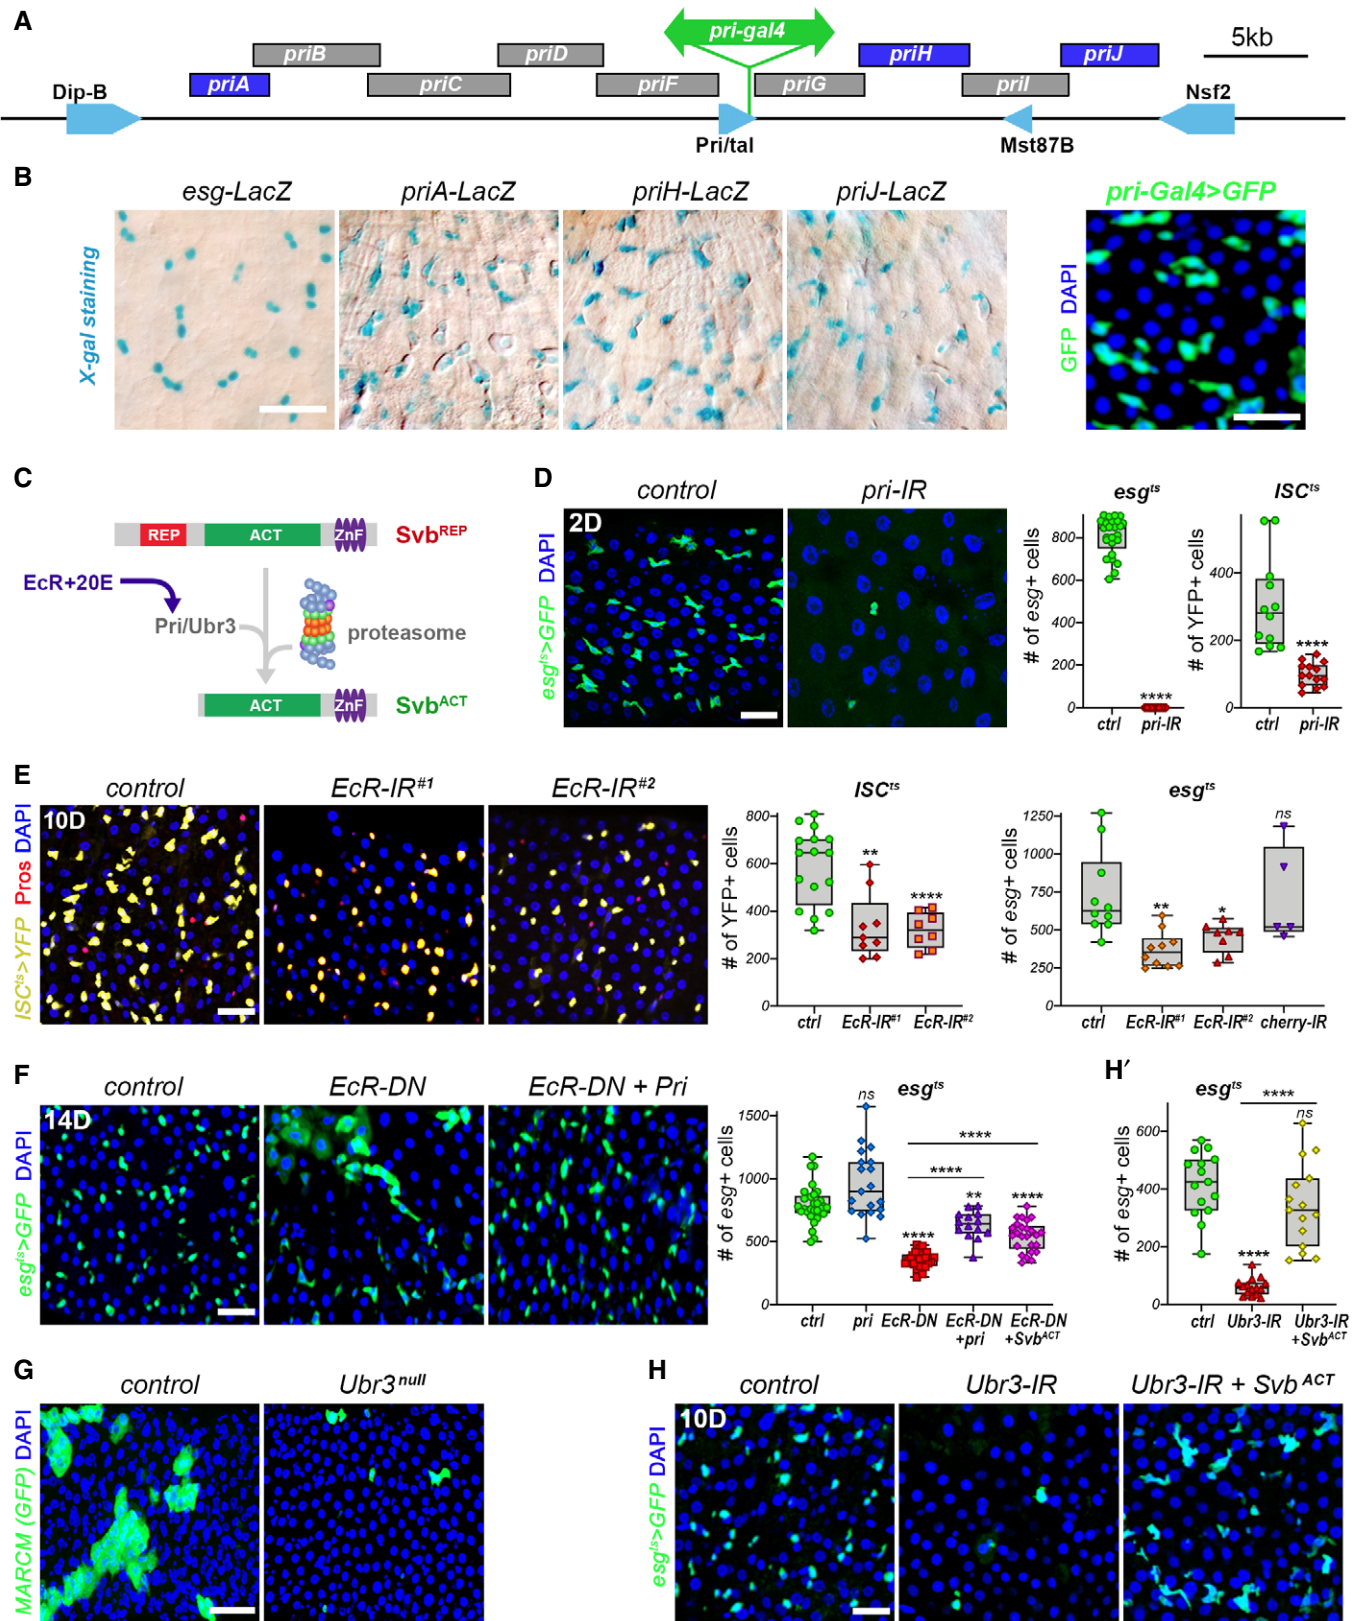 A
pri-gal4
priB
priD
priH
priJ
5kb
priA
priC
priF
priG
priI
Dip-B
Nsf2
Pri/tal
Mst87B
B
esg-LacZ
priA-LacZ
priH-LacZ
priJ-LacZ
pri-Gal4>GFP
X-gal staining
GFP DAPI
C
REP
ACT
ZnF
SvbREP
EcR+20E
Pri/Ubr3
proteasome
ACT
ZnF
SvbACT
D
control
pri-IR
2D
esgts>GFP DAPI
esgts
# of esg+ cells
800
600
400
200
0
****
ctrl
pri-IR
ISCts
# of YFP+ cells
400
200
0
****
ctrl
pri-IR
E
control
EcR-IR#1
EcR-IR#2
10D
ISCts>YFP Pros DAPI
ISCts
# of YFP+ cells
800
600
400
200
0
**
****
ctrl
EcR-IR#1
EcR-IR#2
esgts
# of esg+ cells
1250
1000
750
500
250
0
**
*
ns
ctrl
EcR-IR#1
EcR-IR#2
cherry-IR
F
control
EcR-DN
EcR-DN + Pri
14D
esgts>GFP DAPI
esgts
# of esg+ cells
1500
1000
500
0
ns
****
****
****
**
****
ctrl
pri
EcR-DN
EcR-DN
+pri
EcR-DN
+SvbACT
H′
esgts
# of esg+ cells
600
400
200
0
****
ns
****
ctrl
Ubr3-IR
Ubr3-IR
+SvbACT
G
control
Ubr3null
MARCM (GFP) DAPI
H
control
Ubr3-IR
Ubr3-IR + SvbACT
10D
esgts>GFP DAPI